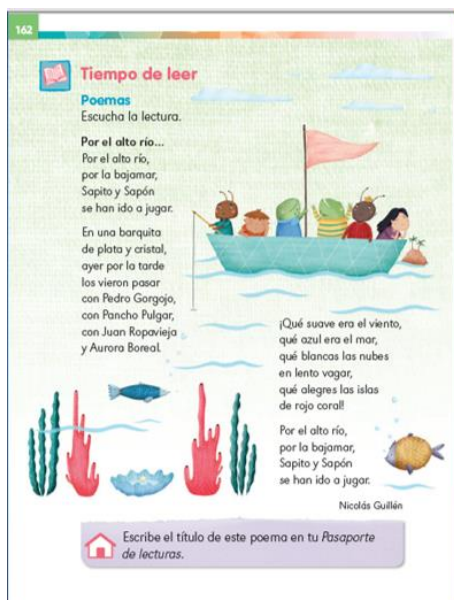 162
Tiempo de leer
Poemas
Escucha la lectura.
Por el alto río...
Por el alto río,
por la bajamar,
Sapito y Sapón
se han ido a jugar.
En una barquita
de plata y cristal,
ayer por la tarde
los vieron pasar
con Pedro Gorgojo,
con Pancho Pulgar,
con Juan Ropavieja
y Aurora Boreal.
¡Qué suave era el viento,
qué azul era el mar,
qué blancas las nubes
en lento vagar,
qué alegres las islas
de rojo coral!
Por el alto río,
por la bajamar,
Sapito y Sapón
se han ido a jugar.
Nicolás Guillén
Escribe el título de este poema en tu Pasaporte
de lecturas.